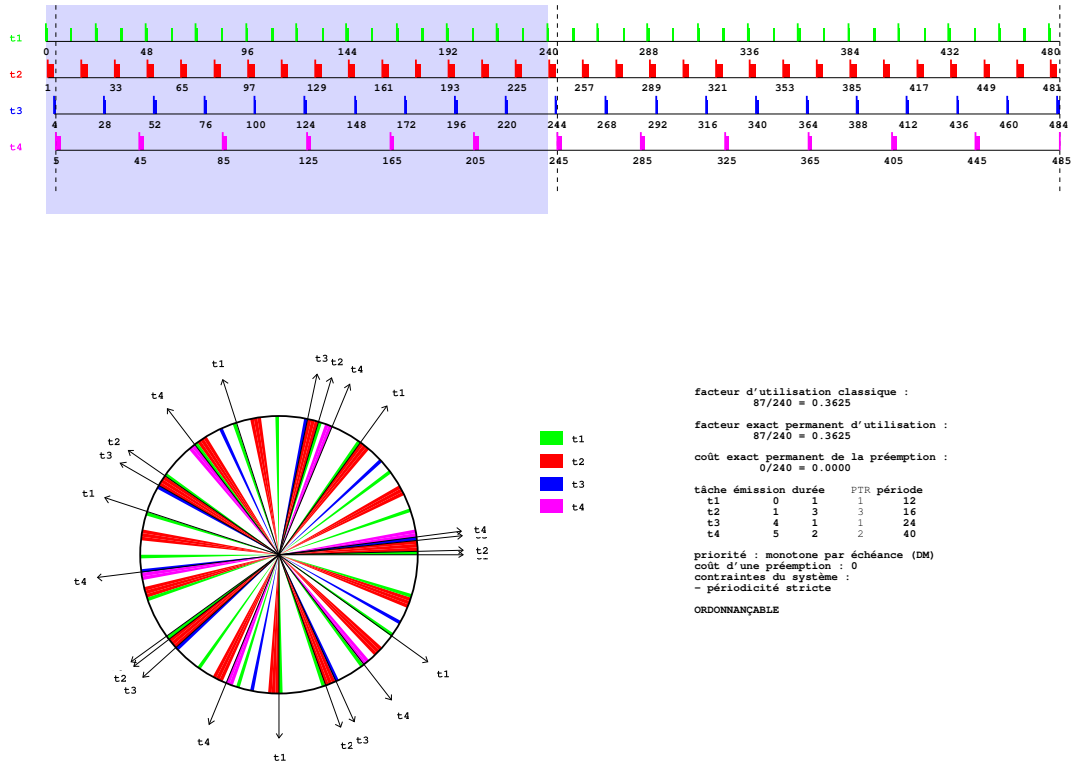 t1
0 48 96 144 192 240 288 336 384 432 480
t2
1 33 65 97 129 161 193 225 257 289 321 353 385 417 449 481
t3
4 28 52 76 100 124 148 172 196 220 244 268 292 316 340 364 388 412 436 460 484
t4
5 45 85 125 165 205 245 285 325 365 405 445 485
t3 t2
t4
t1
t1
t4
t2
t3
t1
t4
t2
t4
t1
t2
t3
t4
t4
t1
t2 t3
t1
t1
t2
t3
t4
facteur d'utilisation classique :
87/240 = 0.3625
facteur exact permanent d'utilisation :
87/240 = 0.3625
coût exact permanent de la préemption :
0/240 = 0.0000
tâche émission durée PTR période
t1 0 1 1 12
t2 1 3 3 16
t3 4 1 1 24
t4 5 2 2 40
priorité : monotone par échéance (DM)
coût d'une préemption : 0
contraintes du système :
- périodicité stricte
ORDONNANÇABLE